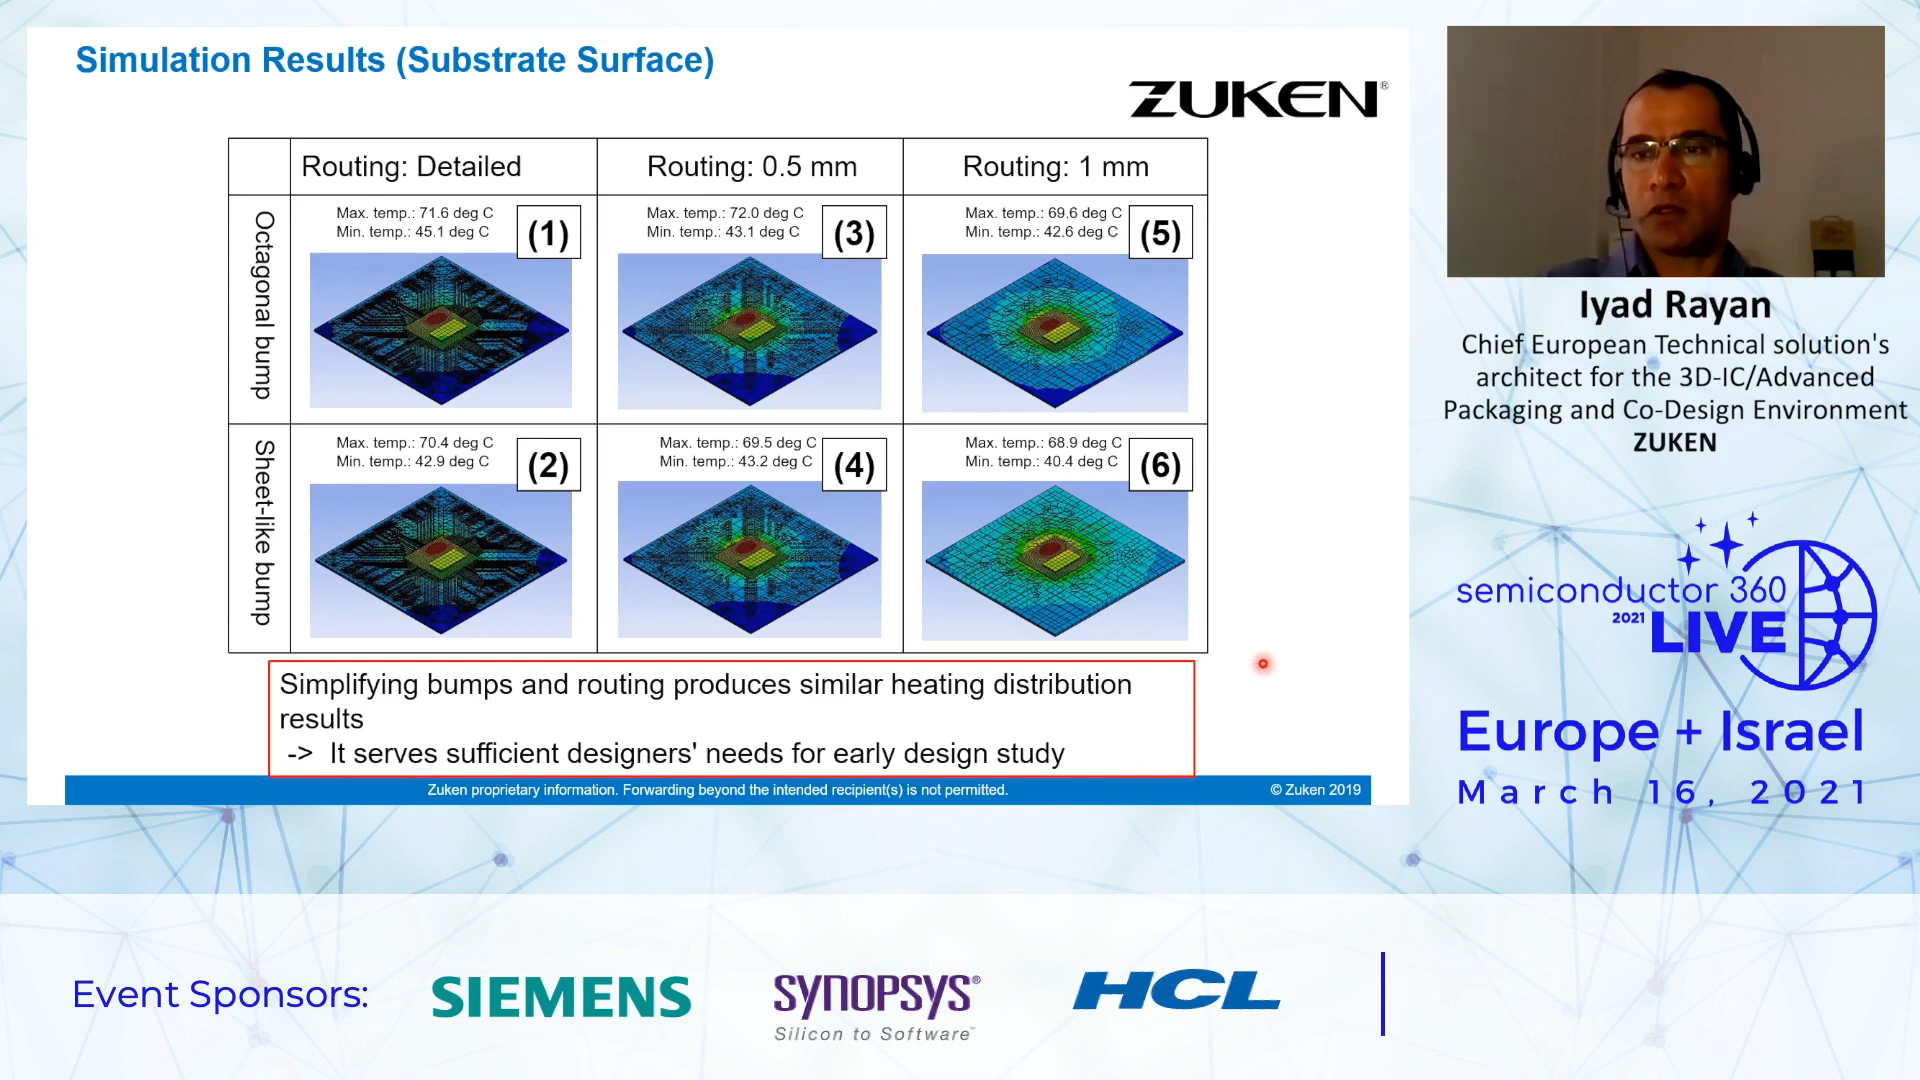 Simulation Results (Substrate Surface)
ZUKEN®
Routing: Detailed
Routing: 0.5 mm
Routing: 1 mm
Octagonal bump
Max. temp.: 71.6 deg C
Min. temp.: 45.1 deg C
(1)
Max. temp.: 72.0 deg C
Min. temp.: 43.1 deg C
(3)
Max. temp.: 69.6 deg C
Min. temp.: 42.6 deg C
(5)
Sheet-like bump
Max. temp.: 70.4 deg C
Min. temp.: 42.9 deg C
(2)
Max. temp.: 69.5 deg C
Min. temp.: 43.2 deg C
(4)
Max. temp.: 68.9 deg C
Min. temp.: 40.4 deg C
(6)
Simplifying bumps and routing produces similar heating distribution
results
-> It serves sufficient designers' needs for early design study
Zuken proprietary information. Forwarding beyond the intended recipient(s) is not permitted.
© Zuken 2019
Iyad Rayan
Chief European Technical solution's
architect for the 3D-IC/Advanced
Packaging and Co-Design Environment
ZUKEN
semiconductor 360
2021 LIVE
Europe + Israel
March 16, 2021
Event Sponsors:
SIEMENS
SYNOPSYS®
Silicon to Software™
HCL